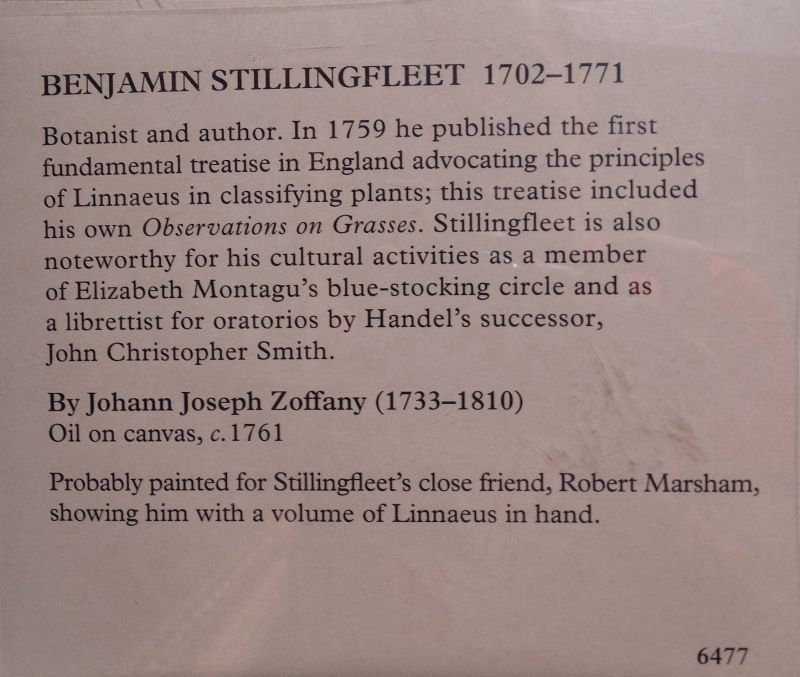 BENJAMIN STILLINGFLEET 1702–1771
Botanist and author. In 1759 he published the first
fundamental treatise in England advocating the principles
of Linnaeus in classifying plants; this treatise included
his own Observations on Grasses. Stillingfleet is also
noteworthy for his cultural activities as a member
of Elizabeth Montagu's blue-stocking circle and as
a librettist for oratorios by Handel's successor,
John Christopher Smith.
By Johann Joseph Zoffany (1733–1810)
Oil on canvas, c.1761
Probably painted for Stillingfleet's close friend, Robert Marsham,
showing him with a volume of Linnaeus in hand.
6477